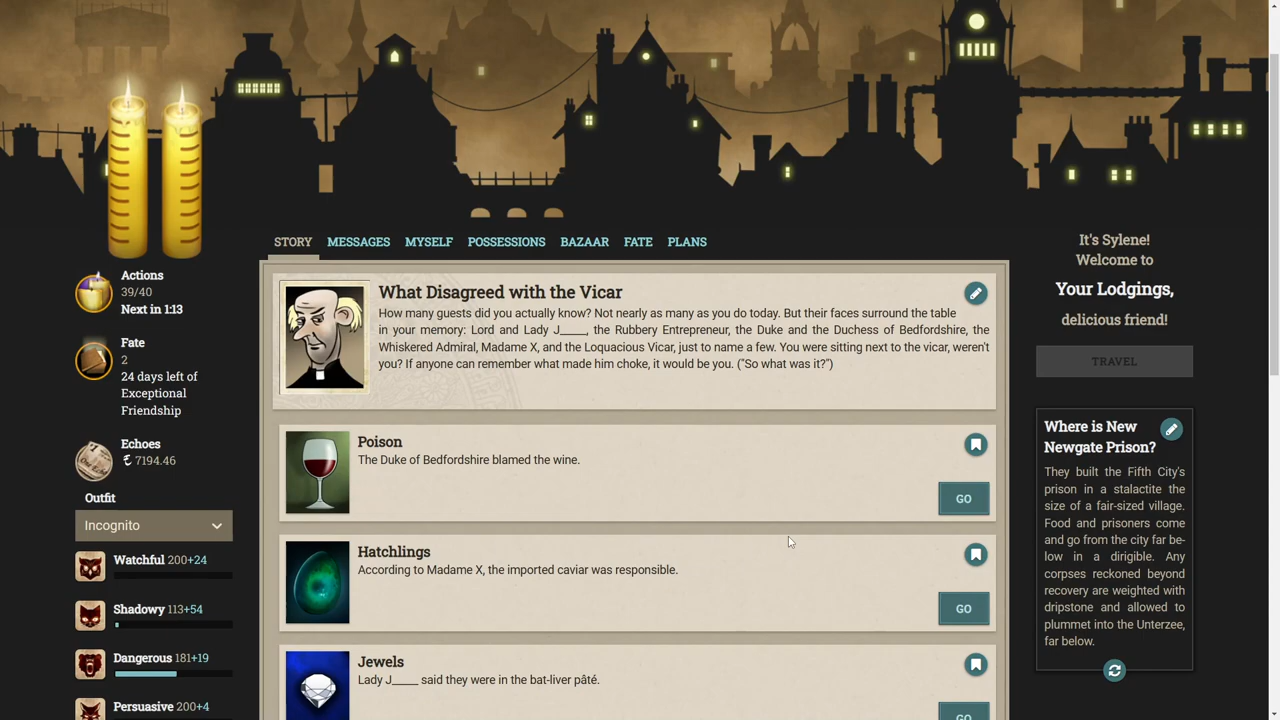 STORY MESSAGES MYSELF POSSESSIONS BAZAAR FATE PLANS
Actions
39/40
Next in 1:13
Fate
2
24 days left of
Exceptional
Friendship
Echoes
7194.46
Outfit
Incognito
Watchful 200+24
Shadowy 113+54
Dangerous 181+19
Persuasive 200+4
What Disagreed with the Vicar
How many guests did you actually know? Not nearly as many as you do today. But their faces surround the table
in your memory: Lord and Lady J____, the Rubbery Entrepreneur, the Duke and the Duchess of Bedfordshire, the
Whiskered Admiral, Madame X, and the Loquacious Vicar, just to name a few. You were sitting next to the vicar, weren't
you? If anyone can remember what made him choke, it would be you. ("So what was it?")
Poison
The Duke of Bedfordshire blamed the wine.
GO
Hatchlings
According to Madame X, the imported caviar was responsible.
GO
Jewels
Lady J____ said they were in the bat-liver pâté.
GO
It's Sylene!
Welcome to
Your Lodgings,
delicious friend!
TRAVEL
Where is New
Newgate Prison?
They built the Fifth City's
prison in a stalactite the
size of a fair-sized village.
Food and prisoners come
and go from the city far be-
low in a dirigible. Any
corpses reckoned beyond
recovery are weighted with
dripstone and allowed to
plummet into the Unterzee,
far below.